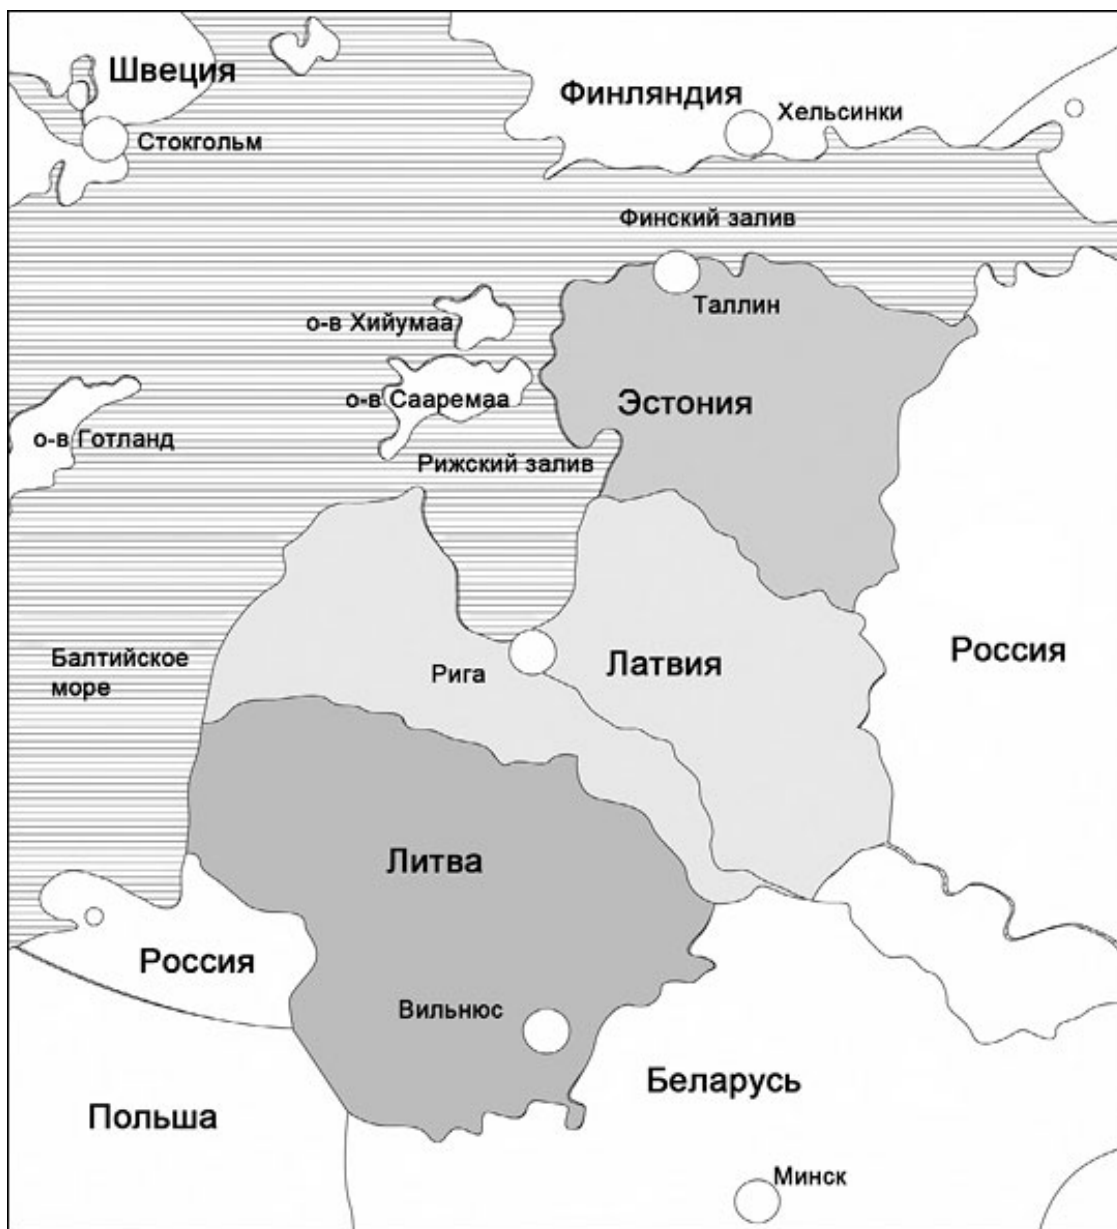 Швеция
Финляндия
Хельсинки
Стокгольм
Финский залив
Таллин
о-в Хийумаа
о-в Сааремаа
Эстония
о-в Готланд
Рижский залив
Россия
Балтийское
море
Рига
Латвия
Литва
Россия
Вильнюс
Беларусь
Польша
Минск